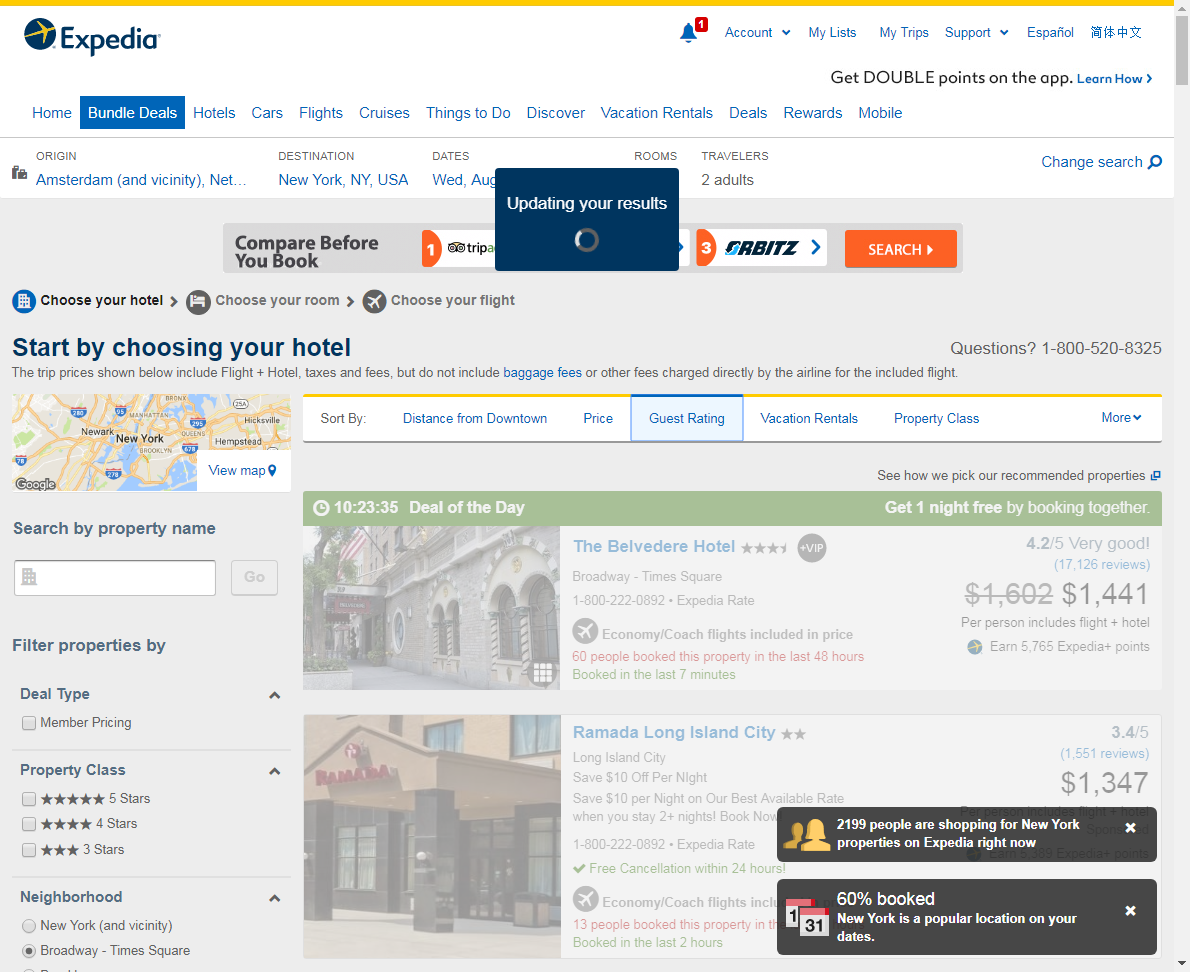 Expedia
1
Account
My Lists
My Trips
Support
Español
简体中文
Get DOUBLE points on the app. Learn How
Home
Bundle Deals
Hotels
Cars
Flights
Cruises
Things to Do
Discover
Vacation Rentals
Deals
Rewards
Mobile
ORIGIN
Amsterdam (and vicinity), Net...
DESTINATION
New York, NY, USA
DATES
Wed, Aug
ROOMS
TRAVELERS
2 adults
Change search
Updating your results
Compare Before
You Book
1
3
ORBITZ
SEARCH
Choose your hotel
Choose your room
Choose your flight
Start by choosing your hotel
Questions? 1-800-520-8325
The trip prices shown below include Flight + Hotel, taxes and fees, but do not include baggage fees or other fees charged directly by the airline for the included flight.
BRONX
280
95
25A
MANHATTAN
Hicksville
295
Newark
New York
QUEENS
Hempstead
BROOKLYN
678
78
278
Google
View map
Sort By:
Distance from Downtown
Price
Guest Rating
Vacation Rentals
Property Class
More
See how we pick our recommended properties
Search by property name
Go
Filter properties by
Deal Type
Member Pricing
Property Class
5 Stars
4 Stars
3 Stars
Neighborhood
New York (and vicinity)
Broadway - Times Square
10:23:35 Deal of the Day
Get 1 night free by booking together.
The Belvedere Hotel
+VIP
Broadway - Times Square
1-800-222-0892 • Expedia Rate
Economy/Coach flights included in price
60 people booked this property in the last 48 hours
Booked in the last 7 minutes
4.2/5 Very good!
(17,126 reviews)
$1,602 $1,441
Per person includes flight + hotel
Earn 5,765 Expedia+ points
RAMADA
Ramada Long Island City
Long Island City
Save $10 Off Per NIght
Save $10 per Night on Our Best Available Rate
when you stay 2+ nights! Book Now
1-800-222-0892 • Expedia Rate
Free Cancellation within 24 hours!
Economy/Coach flights inclu
13 people booked this property in th
Booked in the last 2 hours
3.4/5
(1,551 reviews)
$1,347
Per person includes flight + hotel
2199 people are shopping for New York
properties on Expedia right now
1
31
60% booked
New York is a popular location on your
dates.